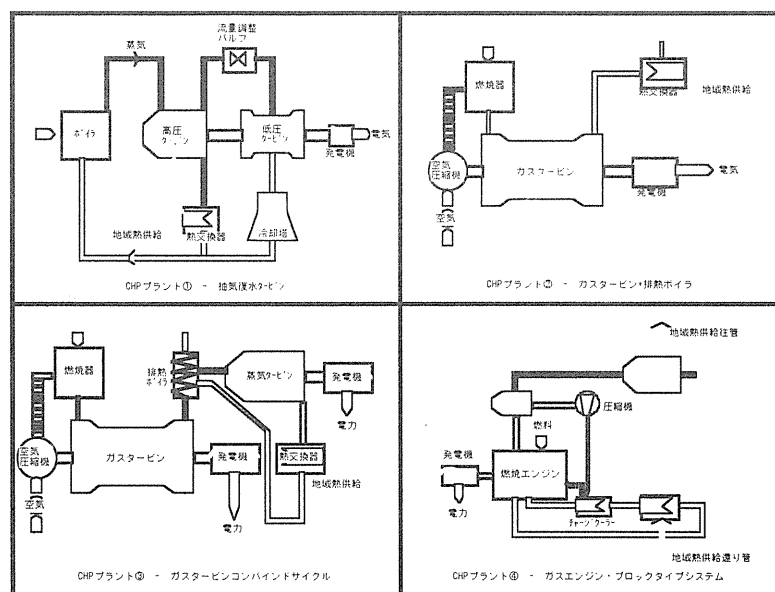 流量調整
バルブ
蒸気
ボイラ
高圧
タービン
低圧
タービン
発電機
電気
地域熱供給
熱交換器
冷却塔
CHPプラント① - 抽気復水タービン
燃焼器
熱交換器
地域熱供給
空気
圧縮機
ガスタービン
発電機
電気
空気
CHPプラント② - ガスタービン+排熱ボイラ
燃焼器
排熱
ボイラ
蒸気タービン
発電機
電力
空気
圧縮機
ガスタービン
発電機
熱交換器
地域熱供給
空気
電力
CHPプラント③ - ガスタービンコンバインドサイクル
地域熱供給往管
圧縮機
燃料
発電機
燃焼エンジン
電力
チャージクーラー
地域熱供給還り管
CHPプラント④ - ガスエンジン・ブロックタイプシステム